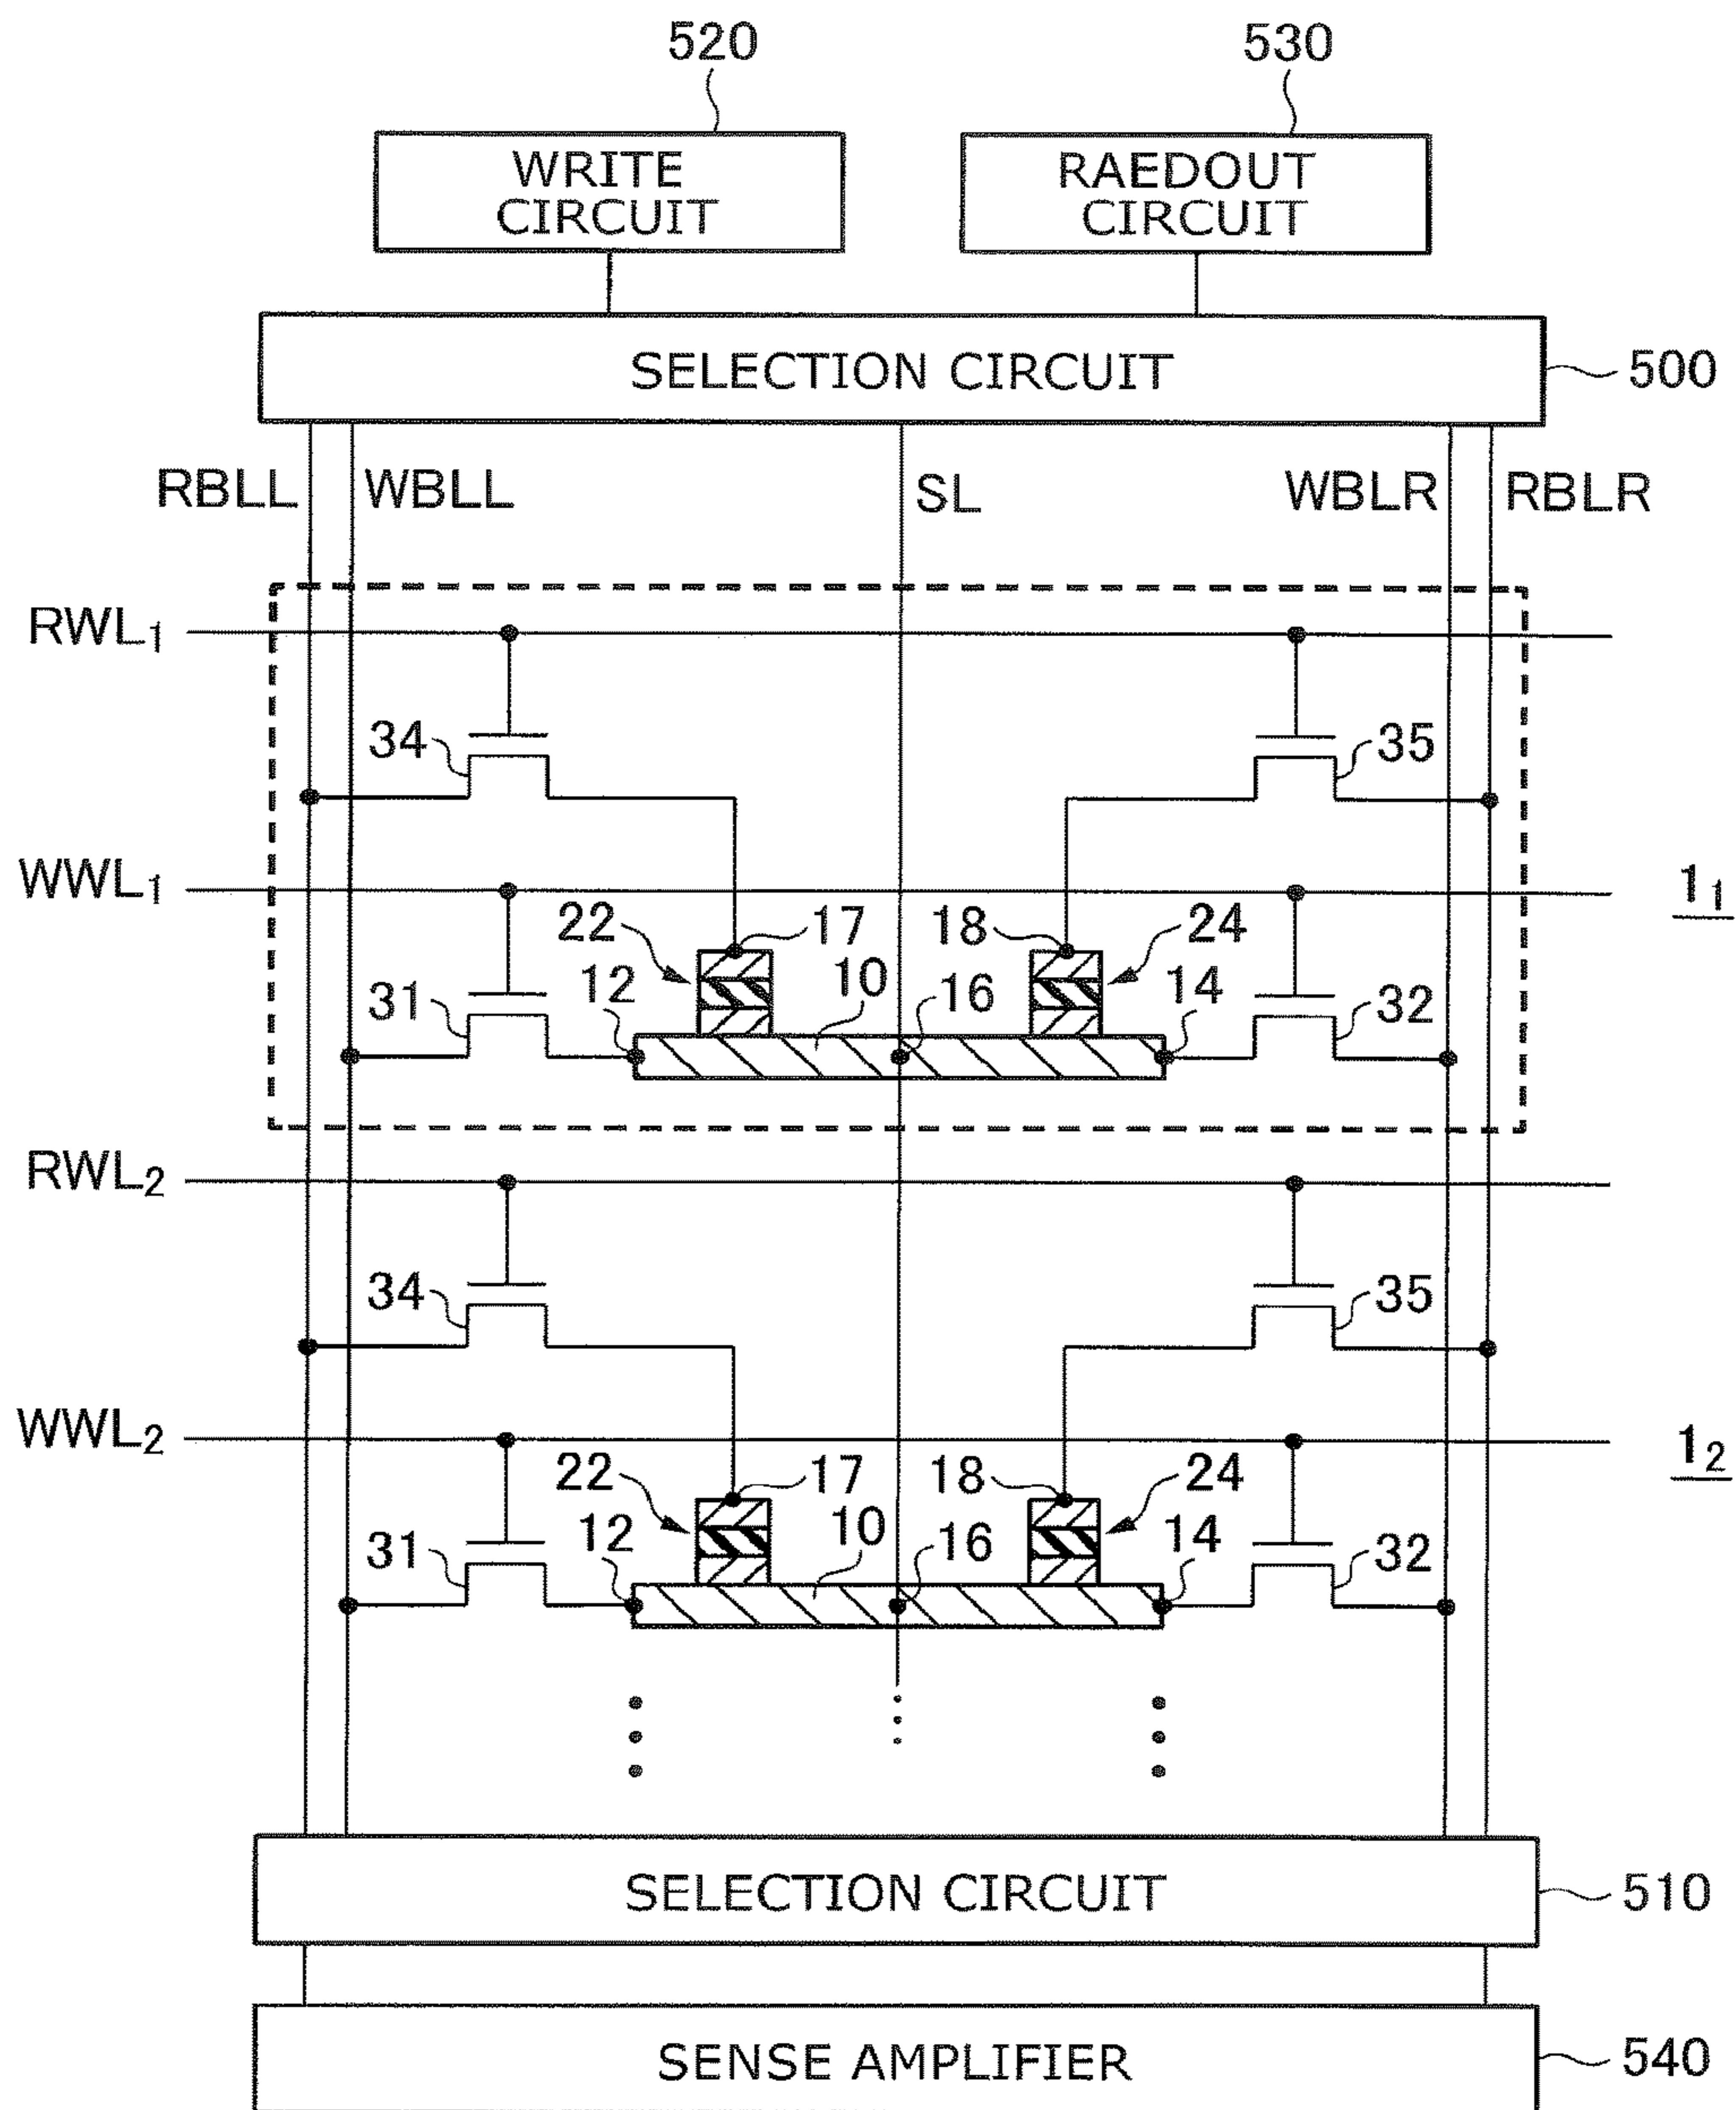 520
530
WRITE
CIRCUIT
RAEDOUT
CIRCUIT
SELECTION CIRCUIT
500
RBLL
WBLL
SL
WBLR
RBLR
RWL1
34
35
WWL1
11
22
17
18
24
31
12
10
16
14
32
RWL2
34
35
WWL2
12
22
17
18
24
31
12
10
16
14
32
SELECTION CIRCUIT
510
SENSE AMPLIFIER
540